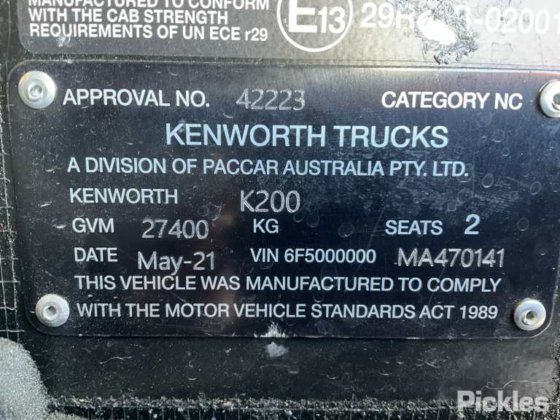 MANUFACTURED TO CONFORM
WITH THE CAB STRENGTH
REQUIREMENTS OF UN ECE r29
E13
APPROVAL NO. 42223 CATEGORY NC
KENWORTH TRUCKS
A DIVISION OF PACCAR AUSTRALIA PTY. LTD.
KENWORTH K200
GVM 27400 KG SEATS 2
DATE May-21 VIN 6F5000000 MA470141
THIS VEHICLE WAS MANUFACTURED TO COMPLY
WITH THE MOTOR VEHICLE STANDARDS ACT 1989
Pickles